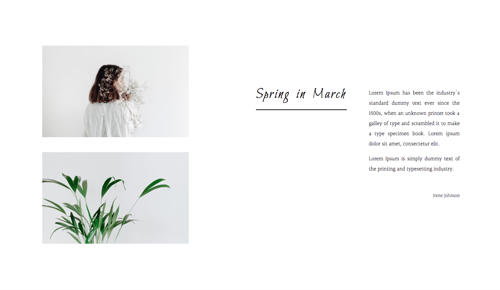 Spring in March
Lorem Ipsum has been the industry's
standard dummy text ever since the
1500s, when an unknown printer took a
galley of type and scrambled it to make
a type specimen book. Lorem ipsum
dolor sit amet, consectetur elit.
Lorem Ipsum is simply dummy text of
the printing and typesetting industry.
Irene Johnson